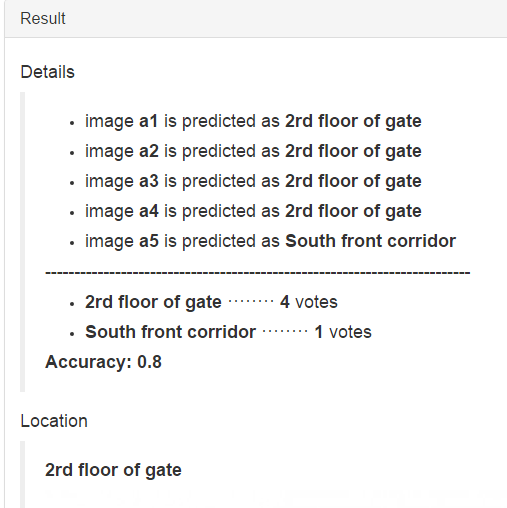 Result
Details
• image a1 is predicted as 2rd floor of gate
• image a2 is predicted as 2rd floor of gate
• image a3 is predicted as 2rd floor of gate
• image a4 is predicted as 2rd floor of gate
• image a5 is predicted as South front corridor
------------------------------------------------------------------------
• 2rd floor of gate ········ 4 votes
• South front corridor ········ 1 votes
Accuracy: 0.8
Location
2rd floor of gate